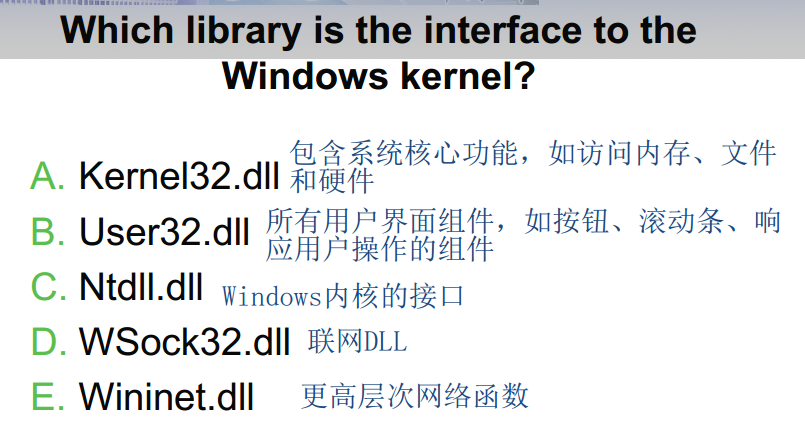 Which library is the interface to the
Windows kernel?
A. Kernel32.dll 包含系统核心功能，如访问内存、文件
和硬件
B. User32.dll 所有用户界面组件，如按钮、滚动条、响
应用户操作的组件
C. Ntdll.dll Windows内核的接口
D. WSock32.dll 联网DLL
E. Wininet.dll 更高层次网络函数